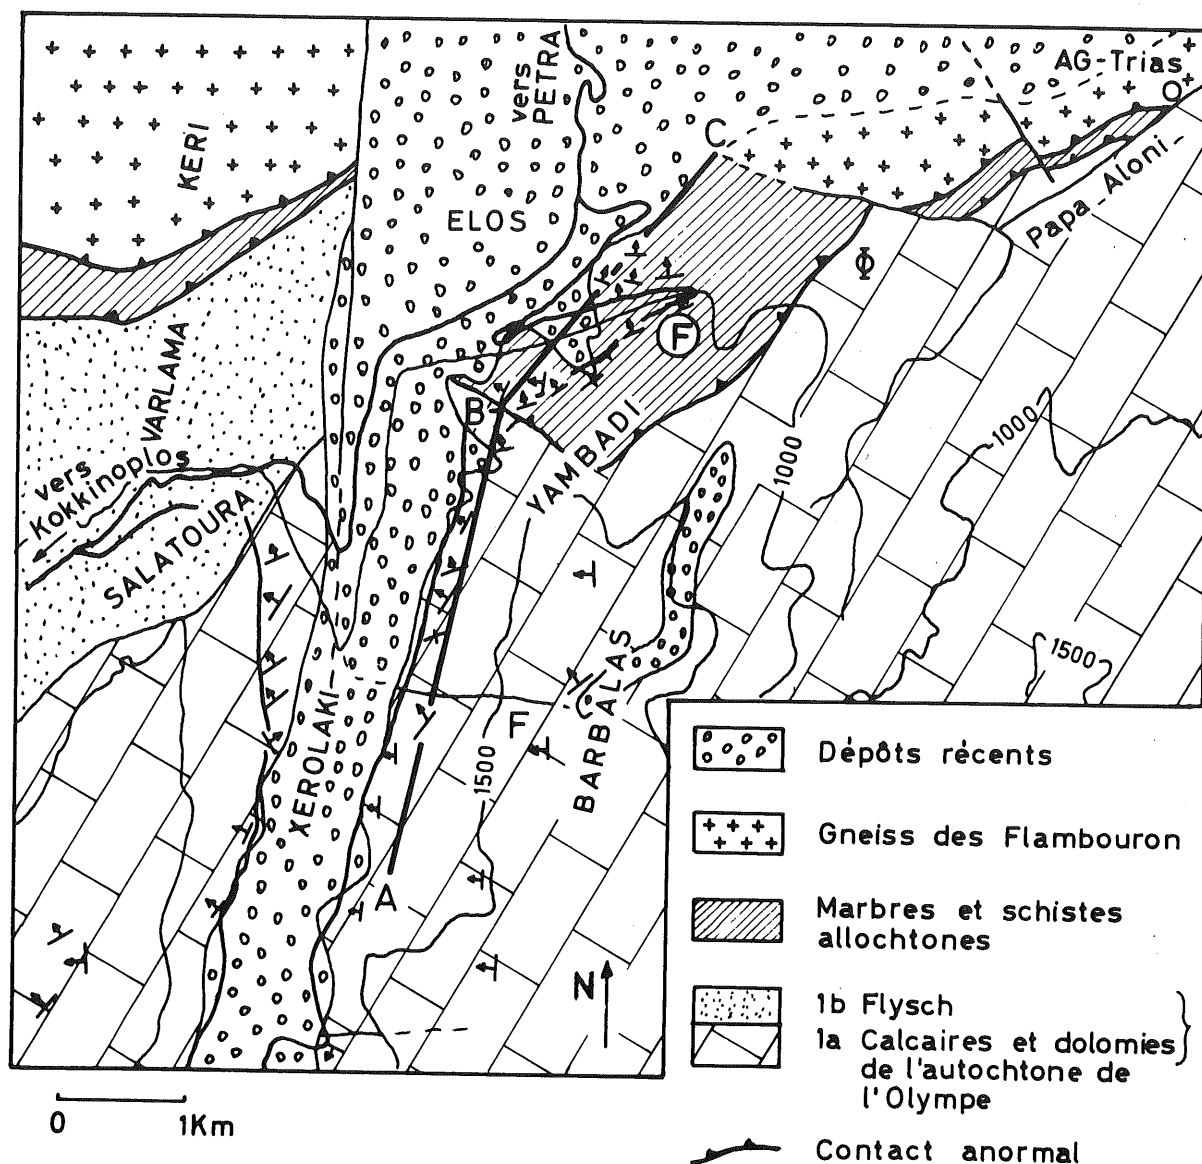 vers
PETRA
AG-Trias
O
KERI
C
Papa-Aloni
ELOS
Φ
F
VARLAMA
B
YAMBADI
1000
1000
vers
Kokkinoplos
SALATOURA
1500
XEROLAKI
F
1500
BARBALAS
A
N
Dépôts récents
Gneiss des Flambouron
Marbres et schistes
allochtones
1b Flysch
1a Calcaires et dolomies
de l'autochtone de
l'Olympe
Contact anormal
0 1Km